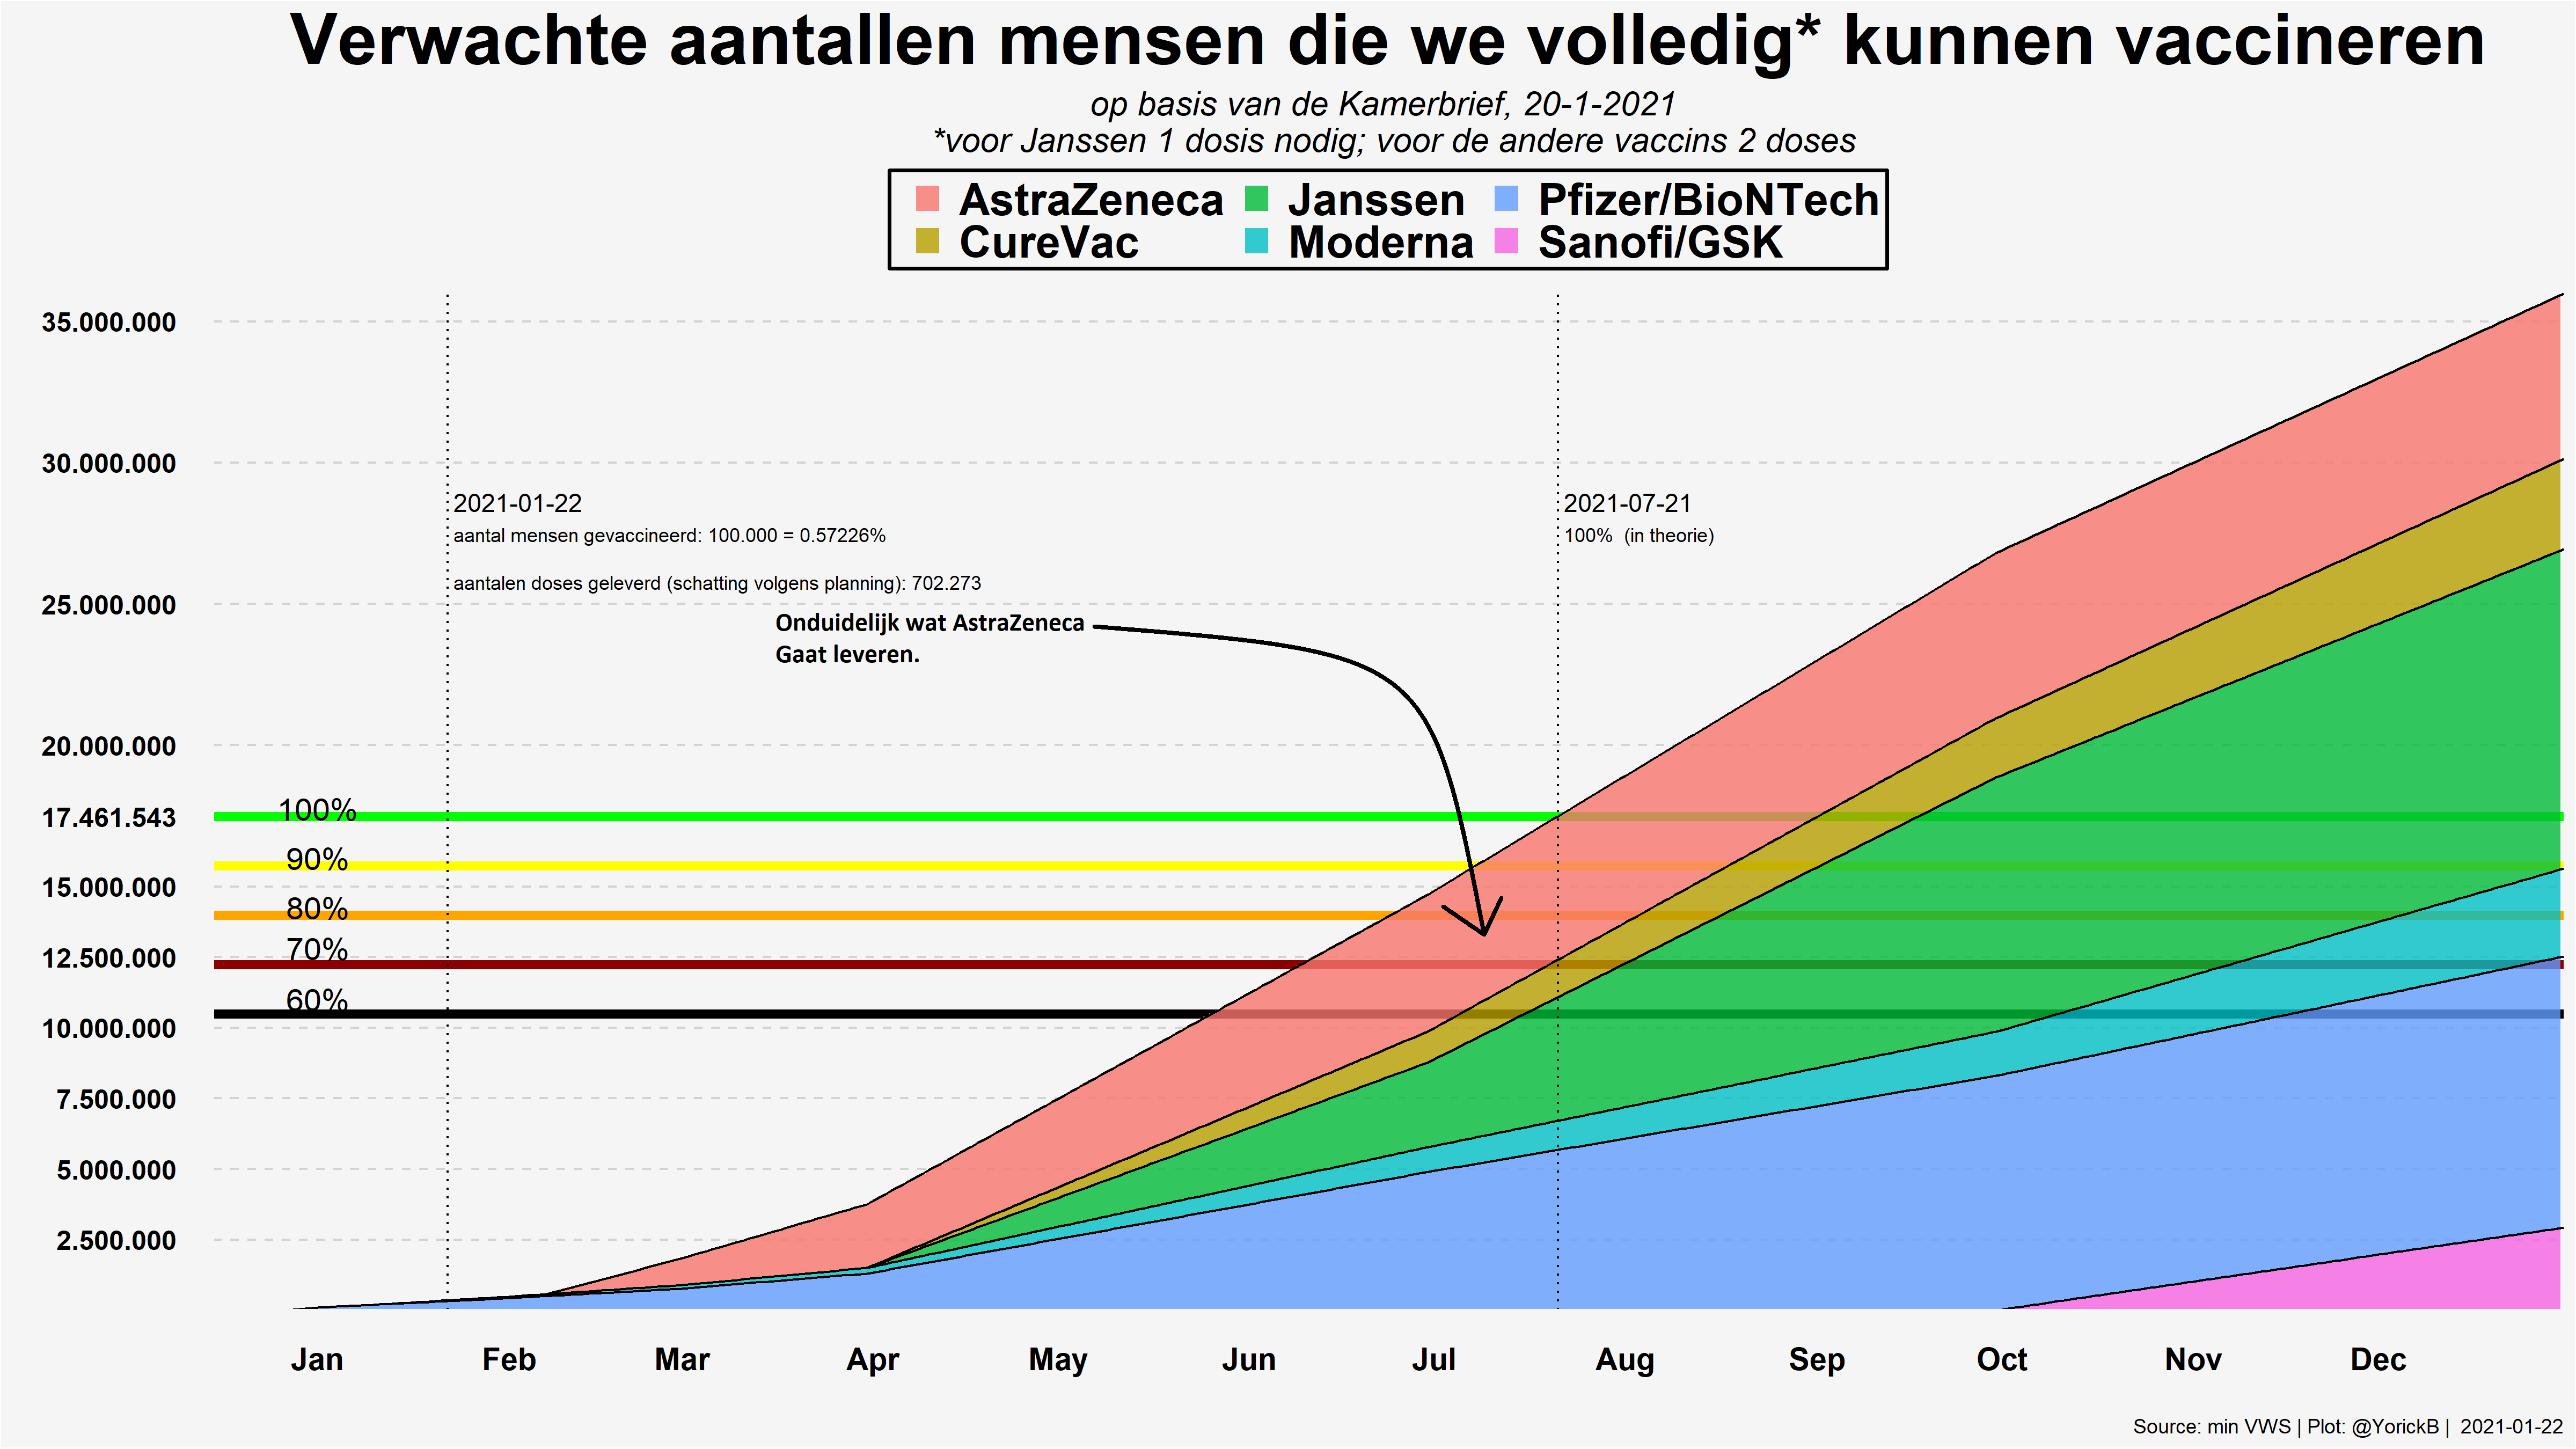 Verwachte aantallen mensen die we volledig* kunnen vaccineren
op basis van de Kamerbrief, 20-1-2021
*voor Janssen 1 dosis nodig; voor de andere vaccins 2 doses
AstraZeneca Janssen Pfizer/BioNTech
CureVac Moderna Sanofi/GSK
35.000.000
30.000.000
2021-01-22
aantal mensen gevaccineerd: 100.000 = 0.57226%
aantalen doses geleverd (schatting volgens planning): 702.273
2021-07-21
100% (in theorie)
25.000.000
Onduidelijk wat AstraZeneca
Gaat leveren.
20.000.000
17.461.543 100%
90%
15.000.000
80%
12.500.000 70%
60%
10.000.000
7.500.000
5.000.000
2.500.000
Jan Feb Mar Apr May Jun Jul Aug Sep Oct Nov Dec
Source: min VWS | Plot: @YorickB | 2021-01-22